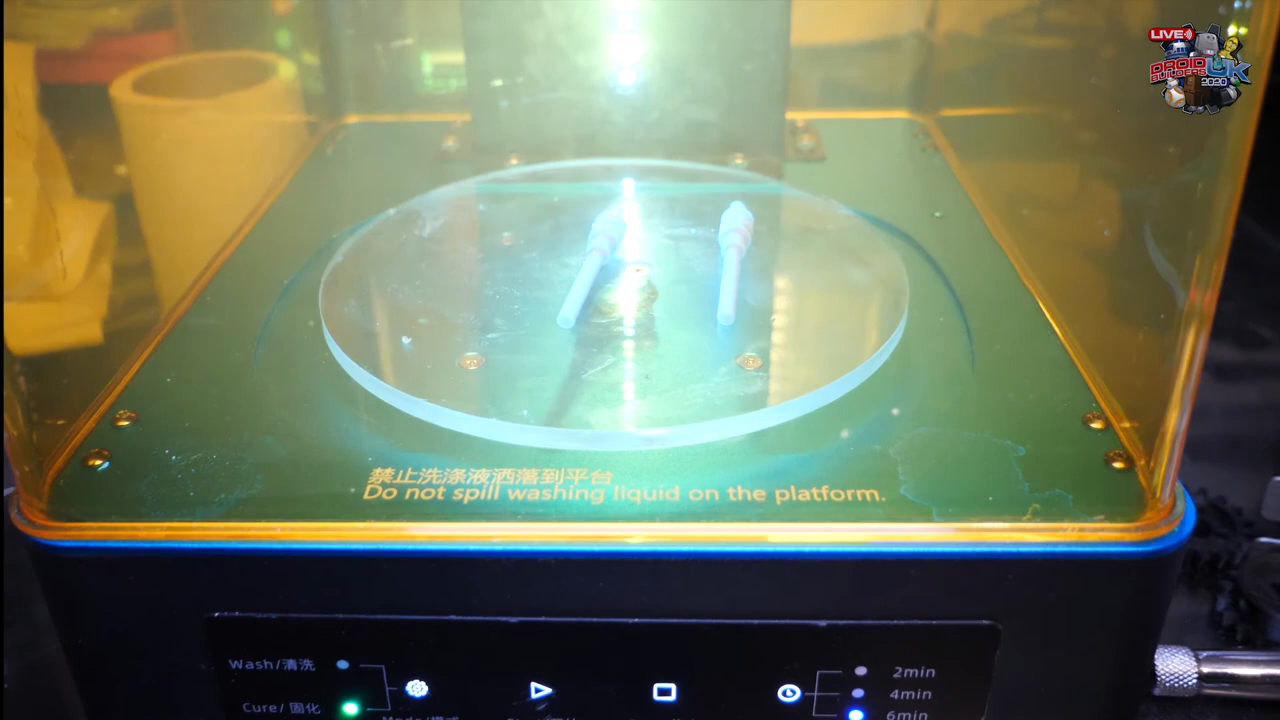 LIVE
DROID
BUILDERS UK
2020
禁止洗涤液洒落到平台
Do not spill washing liquid on the platform.
Wash/清洗
2min
4min
Cure/ 固化
6min